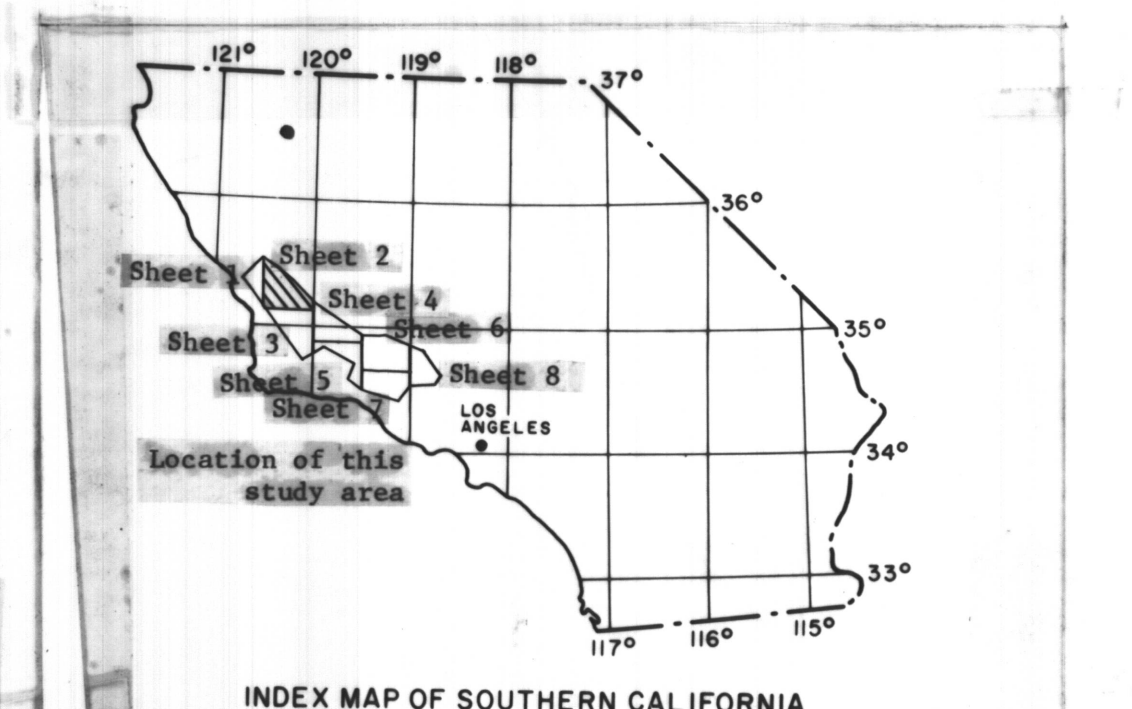 121°
120°
119°
118°
37°
36°
Sheet 2
Sheet 1
Sheet 4
Sheet 6
35°
Sheet 3
Sheet 5
Sheet 8
Sheet 7
LOS
ANGELES
34°
Location of this
study area
33°
117°
116°
115°
INDEX MAP OF SOUTHERN CALIFORNIA